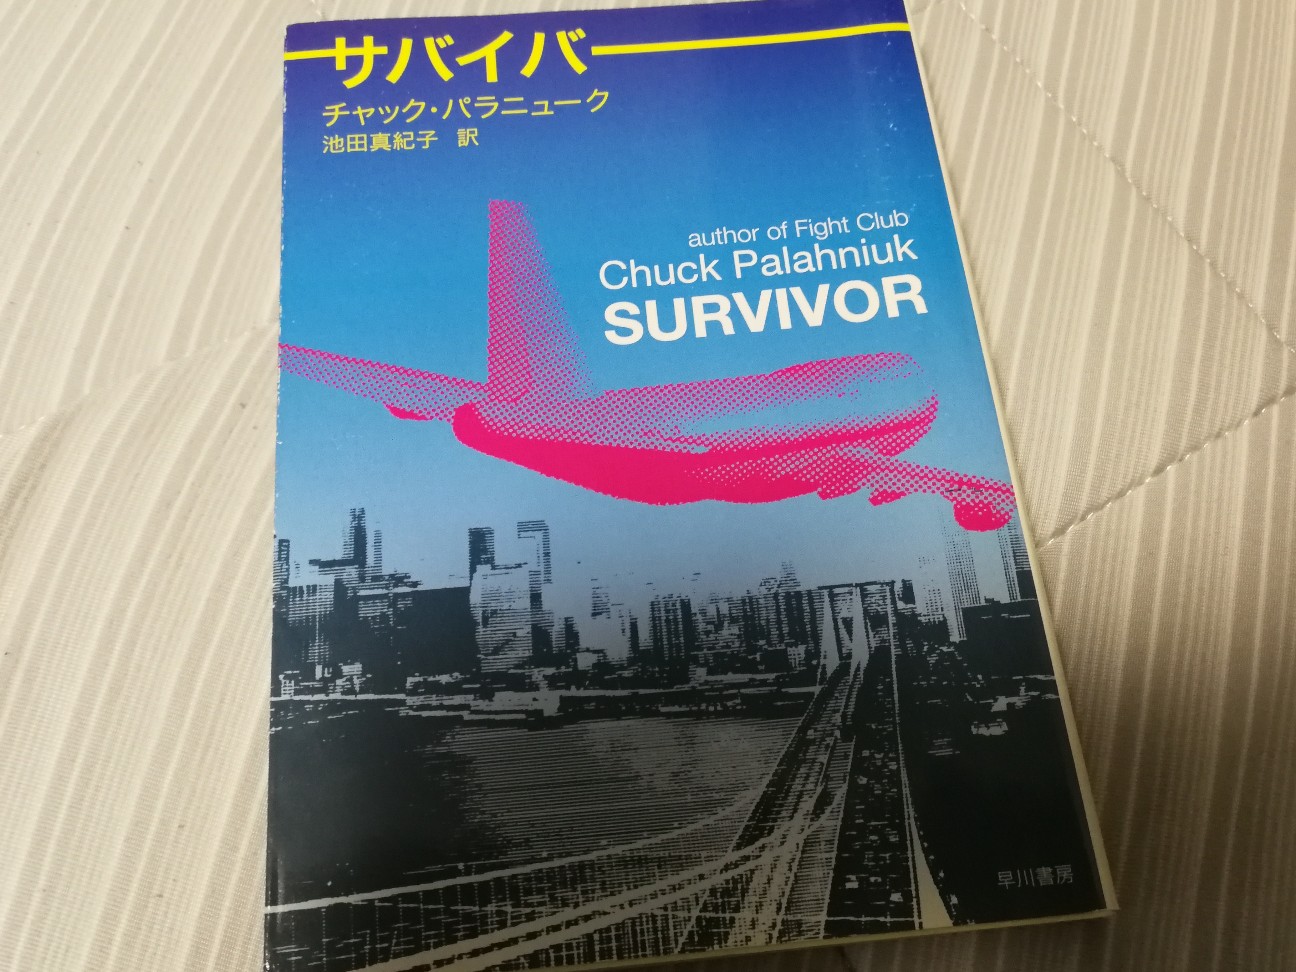 サバイバー
チャック・パラニューク
池田真紀子 訳
author of Fight Club
Chuck Palahniuk
SURVIVOR
早川書房